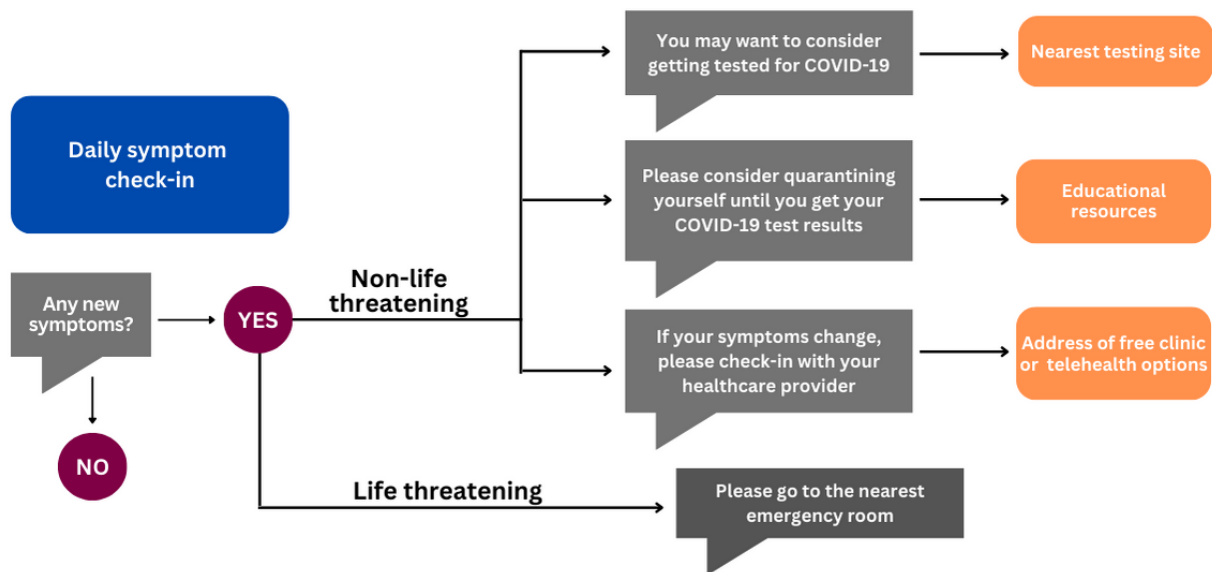 Daily symptom
check-in
Any new
symptoms?
YES
NO
Non-life
threatening
Life threatening
You may want to consider
getting tested for COVID-19
Nearest testing site
Please consider quarantining
yourself until you get your
COVID-19 test results
Educational
resources
If your symptoms change,
please check-in with your
healthcare provider
Address of free clinic
or telehealth options
Please go to the nearest
emergency room